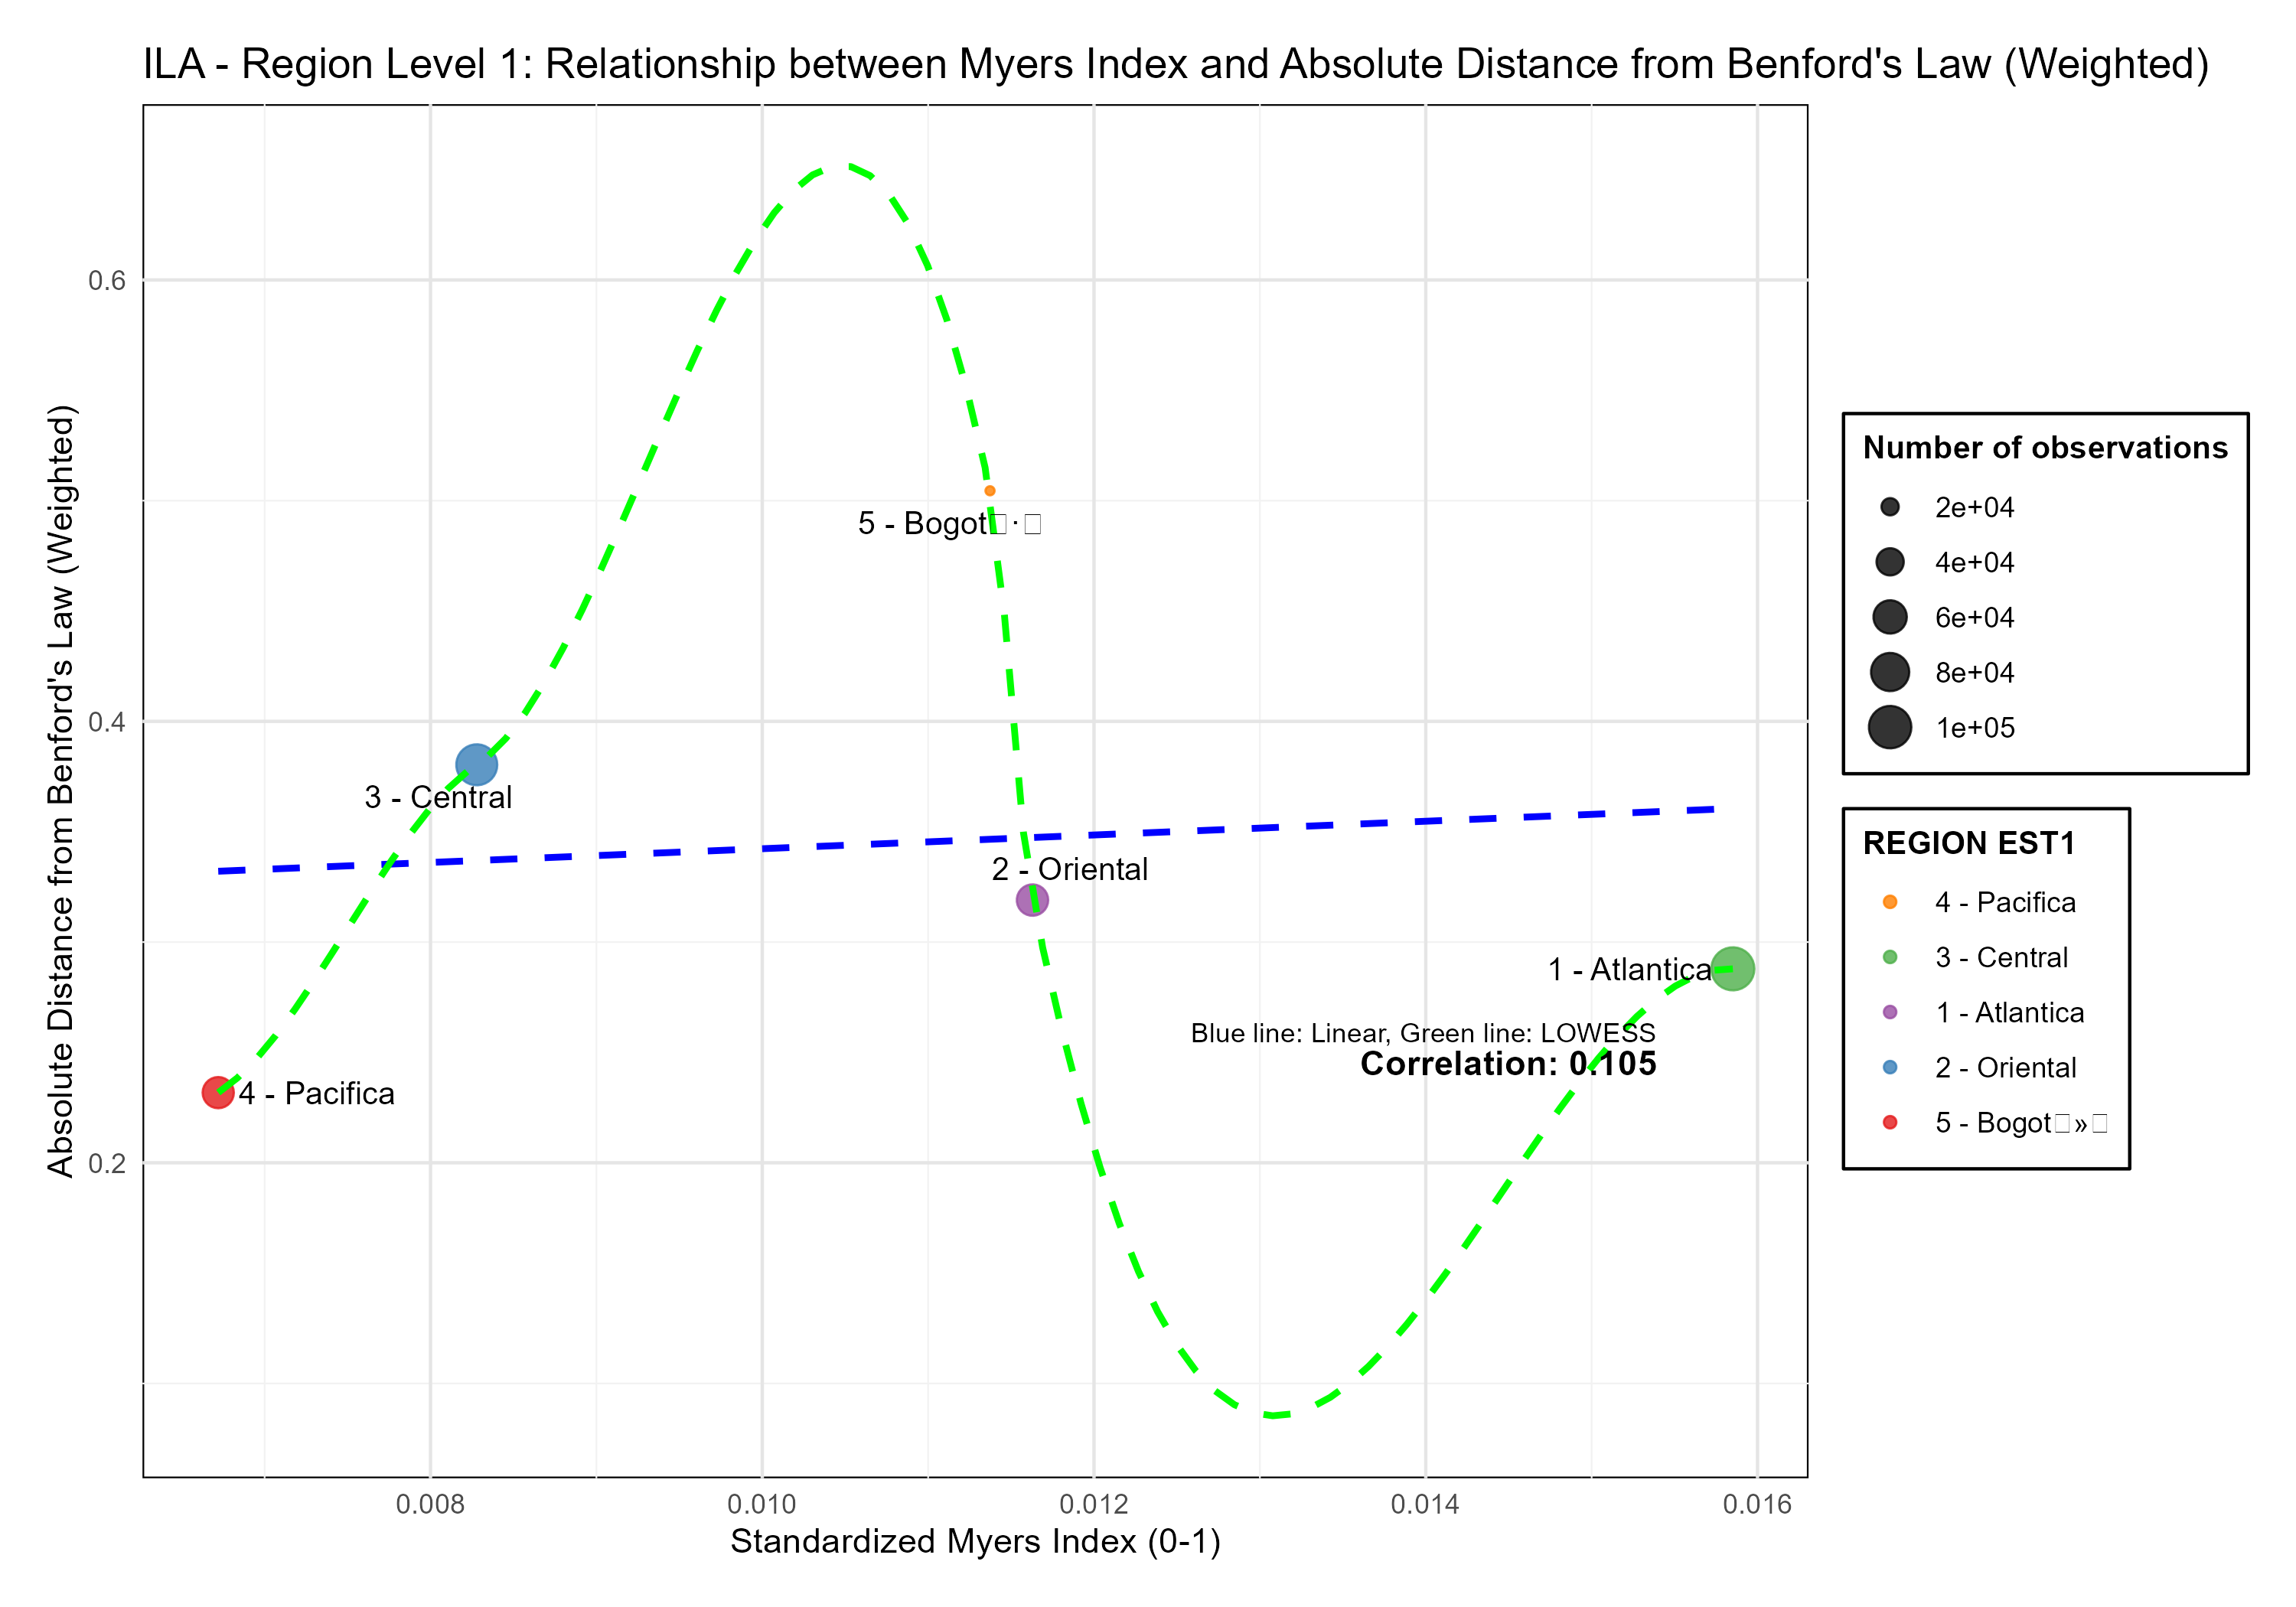 ILA - Region Level 1: Relationship between Myers Index and Absolute Distance from Benford's Law (Weighted)
Absolute Distance from Benford's Law (Weighted)
0.6
0.4
0.2
5 - Bogot□·□
3 - Central
2 - Oriental
1 - Atlantica
Blue line: Linear, Green line: LOWESS
Correlation: 0.105
4 - Pacifica
0.008
0.010
0.012
0.014
0.016
Standardized Myers Index (0-1)
Number of observations
2e+04
4e+04
6e+04
8e+04
1e+05
REGION EST1
4 - Pacifica
3 - Central
1 - Atlantica
2 - Oriental
5 - Bogot□»□